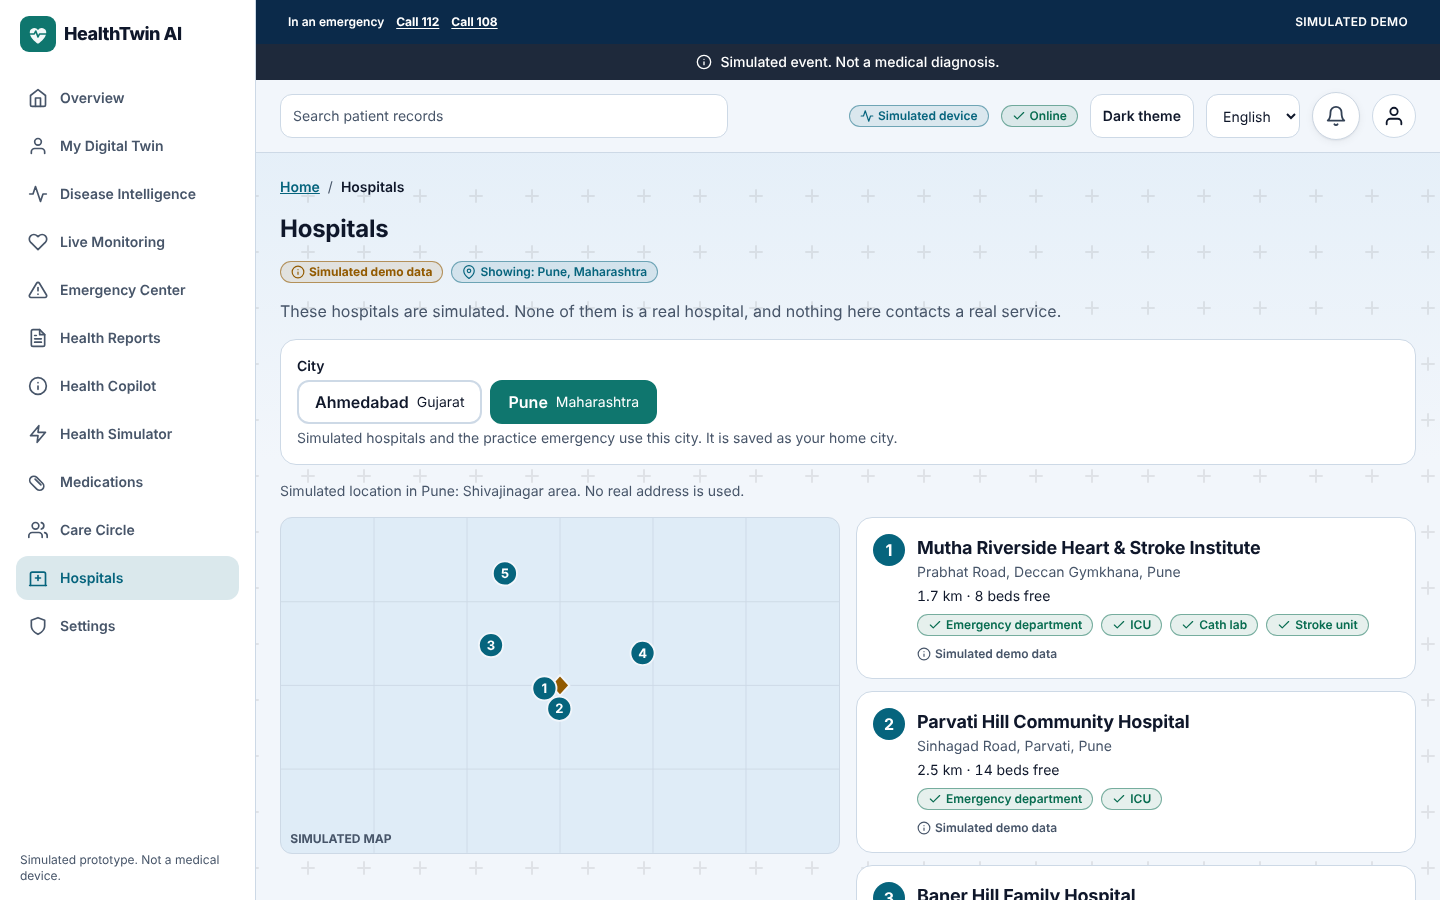 HealthTwin AI
Overview
My Digital Twin
Disease Intelligence
Live Monitoring
Emergency Center
Health Reports
Health Copilot
Health Simulator
Medications
Care Circle
Hospitals
Settings
Simulated prototype. Not a medical
device.
In an emergency Call 112 Call 108
SIMULATED DEMO
Simulated event. Not a medical diagnosis.
Search patient records
Simulated device
Online
Dark theme
English
Home / Hospitals
Hospitals
Simulated demo data
Showing: Pune, Maharashtra
These hospitals are simulated. None of them is a real hospital, and nothing here contacts a real service.
City
Ahmedabad Gujarat
Pune Maharashtra
Simulated hospitals and the practice emergency use this city. It is saved as your home city.
Simulated location in Pune: Shivajinagar area. No real address is used.
5
3
4
1
2
SIMULATED MAP
1
Mutha Riverside Heart & Stroke Institute
Prabhat Road, Deccan Gymkhana, Pune
1.7 km · 8 beds free
Emergency department
ICU
Cath lab
Stroke unit
Simulated demo data
2
Parvati Hill Community Hospital
Sinhagad Road, Parvati, Pune
2.5 km · 14 beds free
Emergency department
ICU
Simulated demo data
3
Baner Hill Family Hospital